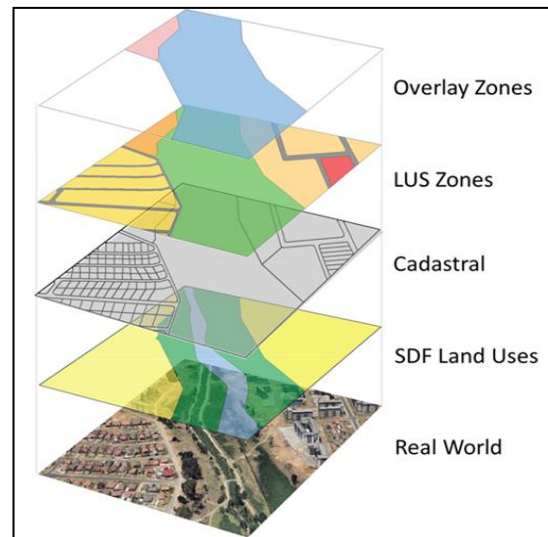 Overlay Zones
LUS Zones
Cadastral
SDF Land Uses
Real World